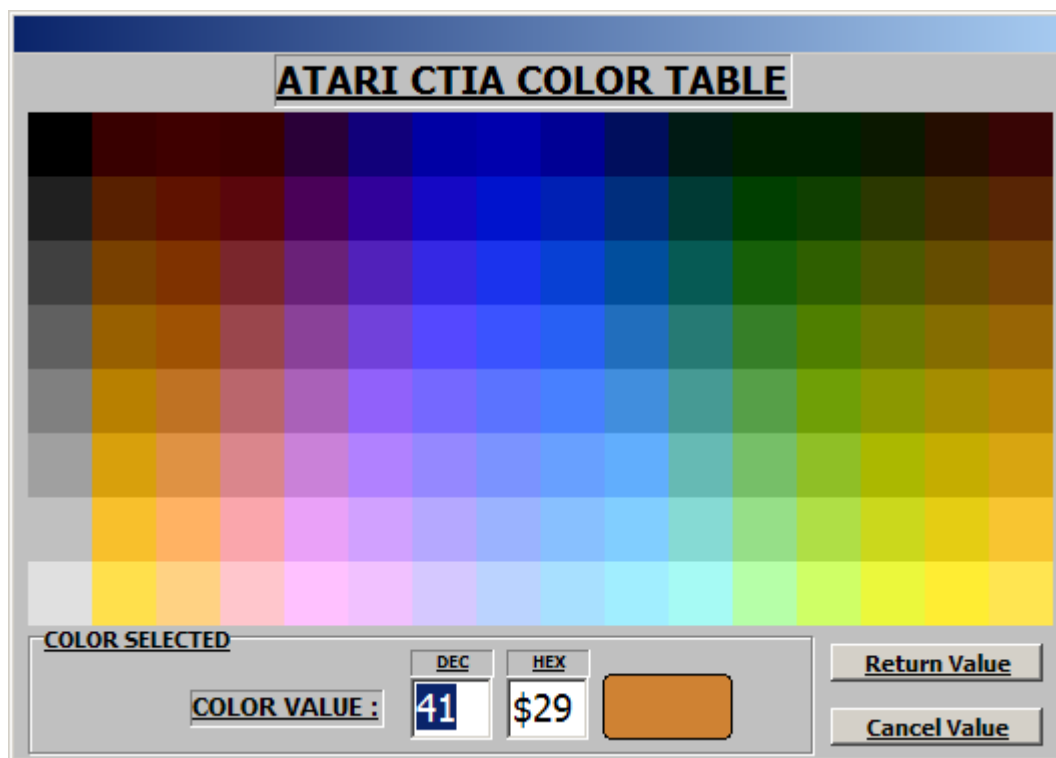 ATARI CTIA COLOR TABLE
COLOR SELECTED
DEC HEX
COLOR VALUE : 41 $29
Return Value
Cancel Value